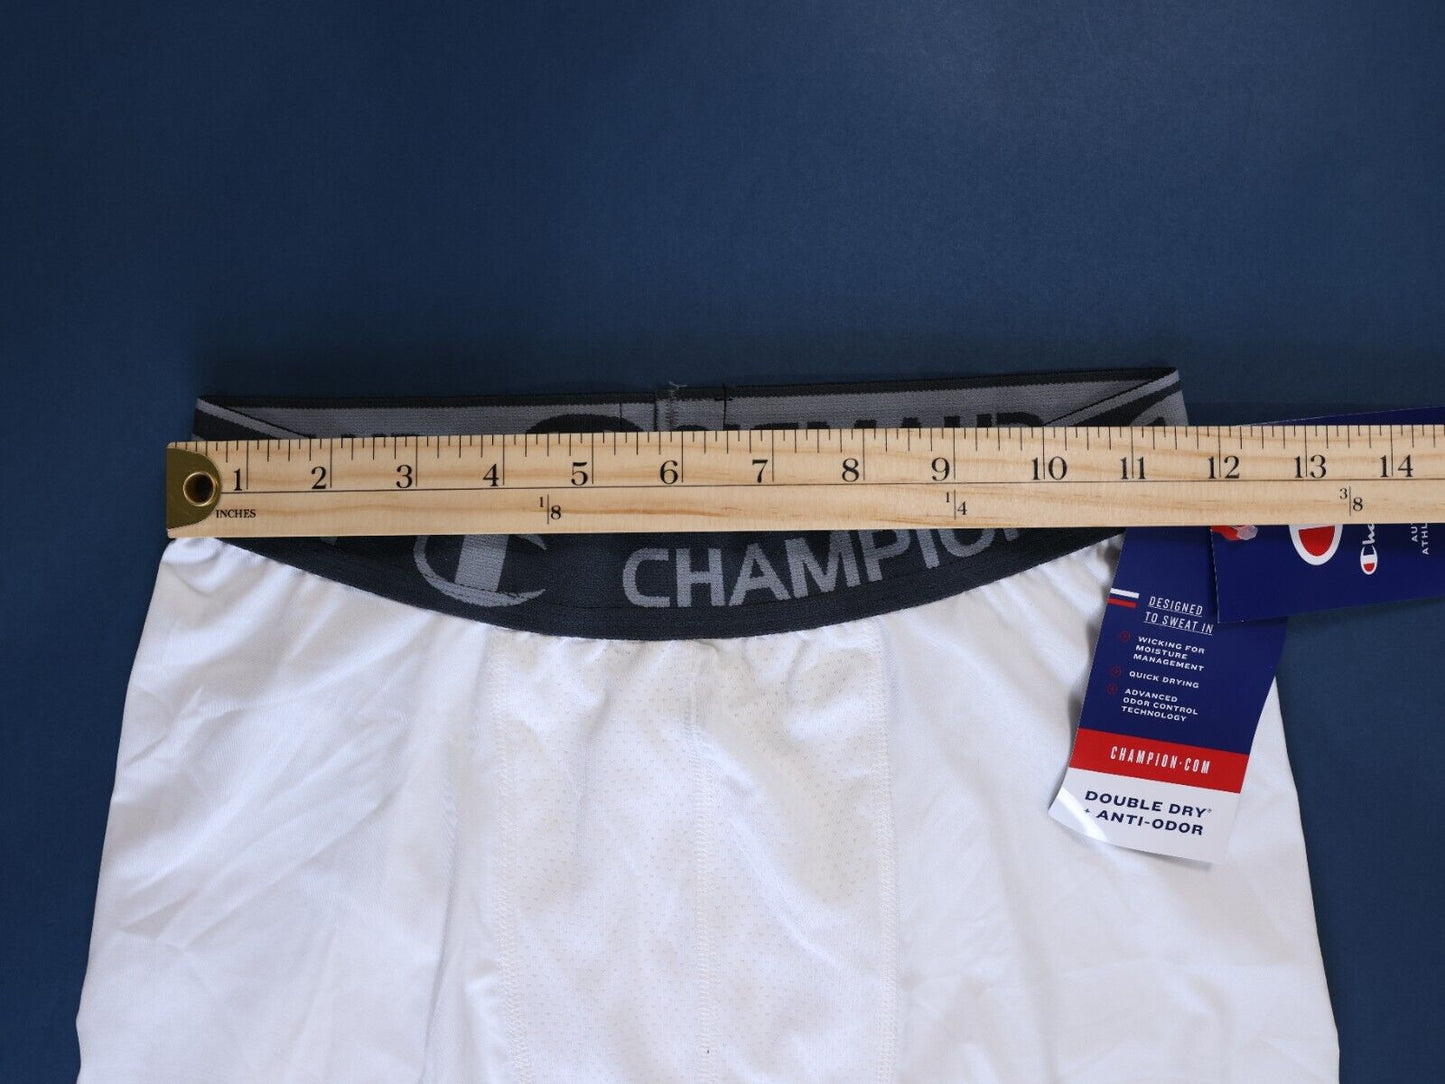 1 2 3 4 5 6 7 8 9 10 11 12 13 14
INCHES
1/8
1/4
3/8
CHAMPION
DESIGNED
TO SWEAT IN
WICKING FOR
MOISTURE
MANAGEMENT
QUICK DRYING
ADVANCED
ODOR CONTROL
TECHNOLOGY
CHAMPION.COM
DOUBLE DRY®
+ ANTI-ODOR